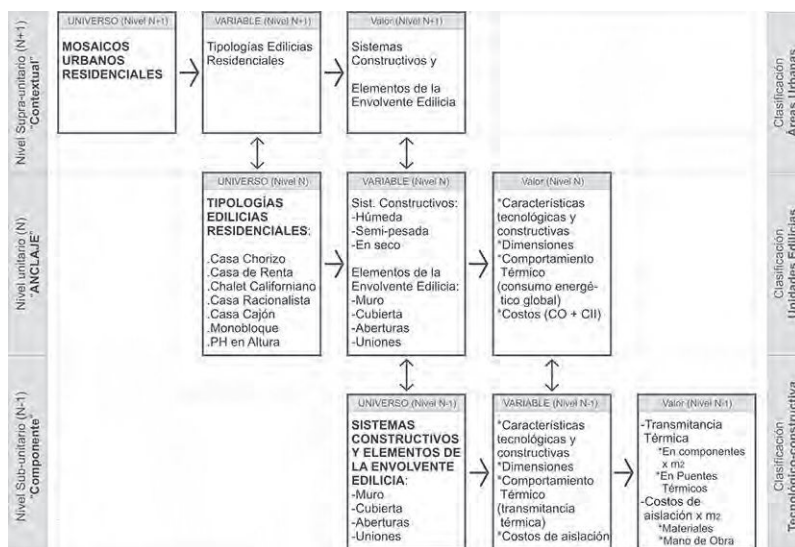 Nivel Supra-unitario (N+1)
"Contextual"
UNIVERSO (Nivel N+1)
MOSAICOS
URBANOS
RESIDENCIALES
VARIABLE (Nivel N+1)
Tipologías Edilicias
Residenciales
Valor (Nivel N+1)
Sistemas
Constructivos y
Elementos de la
Envolvente Edilicia
Clasificación
Áreas Urbanas
Nivel unitario (N)
"ANCLAJE"
UNIVERSO (Nivel N)
TIPOLOGÍAS
EDILICIAS
RESIDENCIALES:
.Casa Chorizo
.Casa de Renta
.Chalet Californiano
.Casa Racionalista
.Casa Cajón
.Monobloque
.PH en Altura
VARIABLE (Nivel N)
Sist. Constructivos:
-Húmeda
-Semi-pesada
-En seco
Elementos de la
Envolvente Edilicia:
-Muro
-Cubierta
-Aberturas
-Uniones
Valor (Nivel N)
*Características
tecnológicas y
constructivas
*Dimensiones
*Comportamiento
Térmico
(consumo energé-
tico global)
*Costos (CO + CII)
Clasificación
Unidades Edilicias
Nivel Sub-unitario (N-1)
"Componente"
UNIVERSO (Nivel N-1)
SISTEMAS
CONSTRUCTIVOS
Y ELEMENTOS DE
LA ENVOLVENTE
EDILICIA:
-Muro
-Cubierta
-Aberturas
-Uniones
VARIABLE (Nivel N-1)
*Características
tecnológicas y
constructivas
*Dimensiones
*Comportamiento
Térmico
(transmitancia
térmica)
*Costos de aislación
Valor (Nivel N-1)
-Transmitancia
Térmica
*En componentes
x m2
*En Puentes
Térmicos
-Costos de
aislación x m2
*Materiales
*Mano de Obra
Clasificación
Tecnológico-constructiva